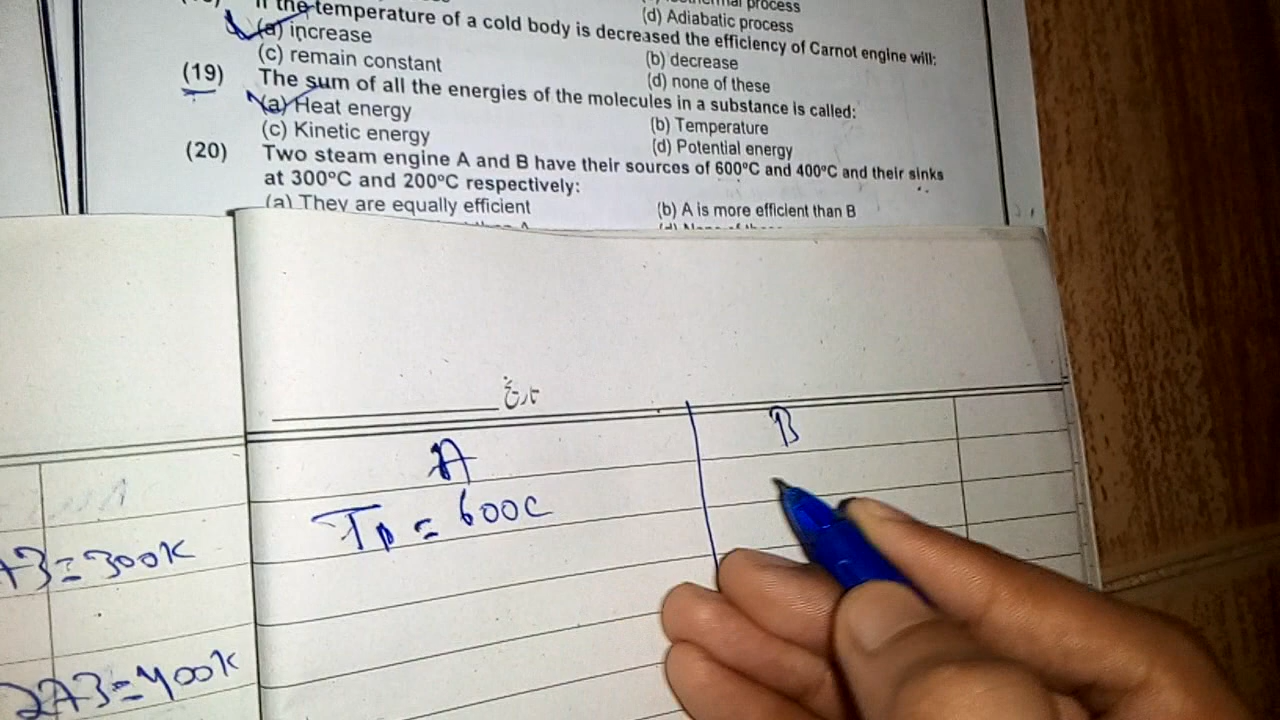 process
(d) Adiabatic process
the temperature of a cold body is decreased the efficiency of Carnot engine will:
(a) increase
(b) decrease
(c) remain constant
(d) none of these
(19) The sum of all the energies of the molecules in a substance is called:
(a) Heat energy
(b) Temperature
(c) Kinetic energy
(d) Potential energy
(20) Two steam engine A and B have their sources of 600°C and 400°C and their sinks
at 300°C and 200°C respectively:
(a) They are equally efficient
(b) A is more efficient than B
تاریخ
A
B
= 600C
73=300K
273=400K